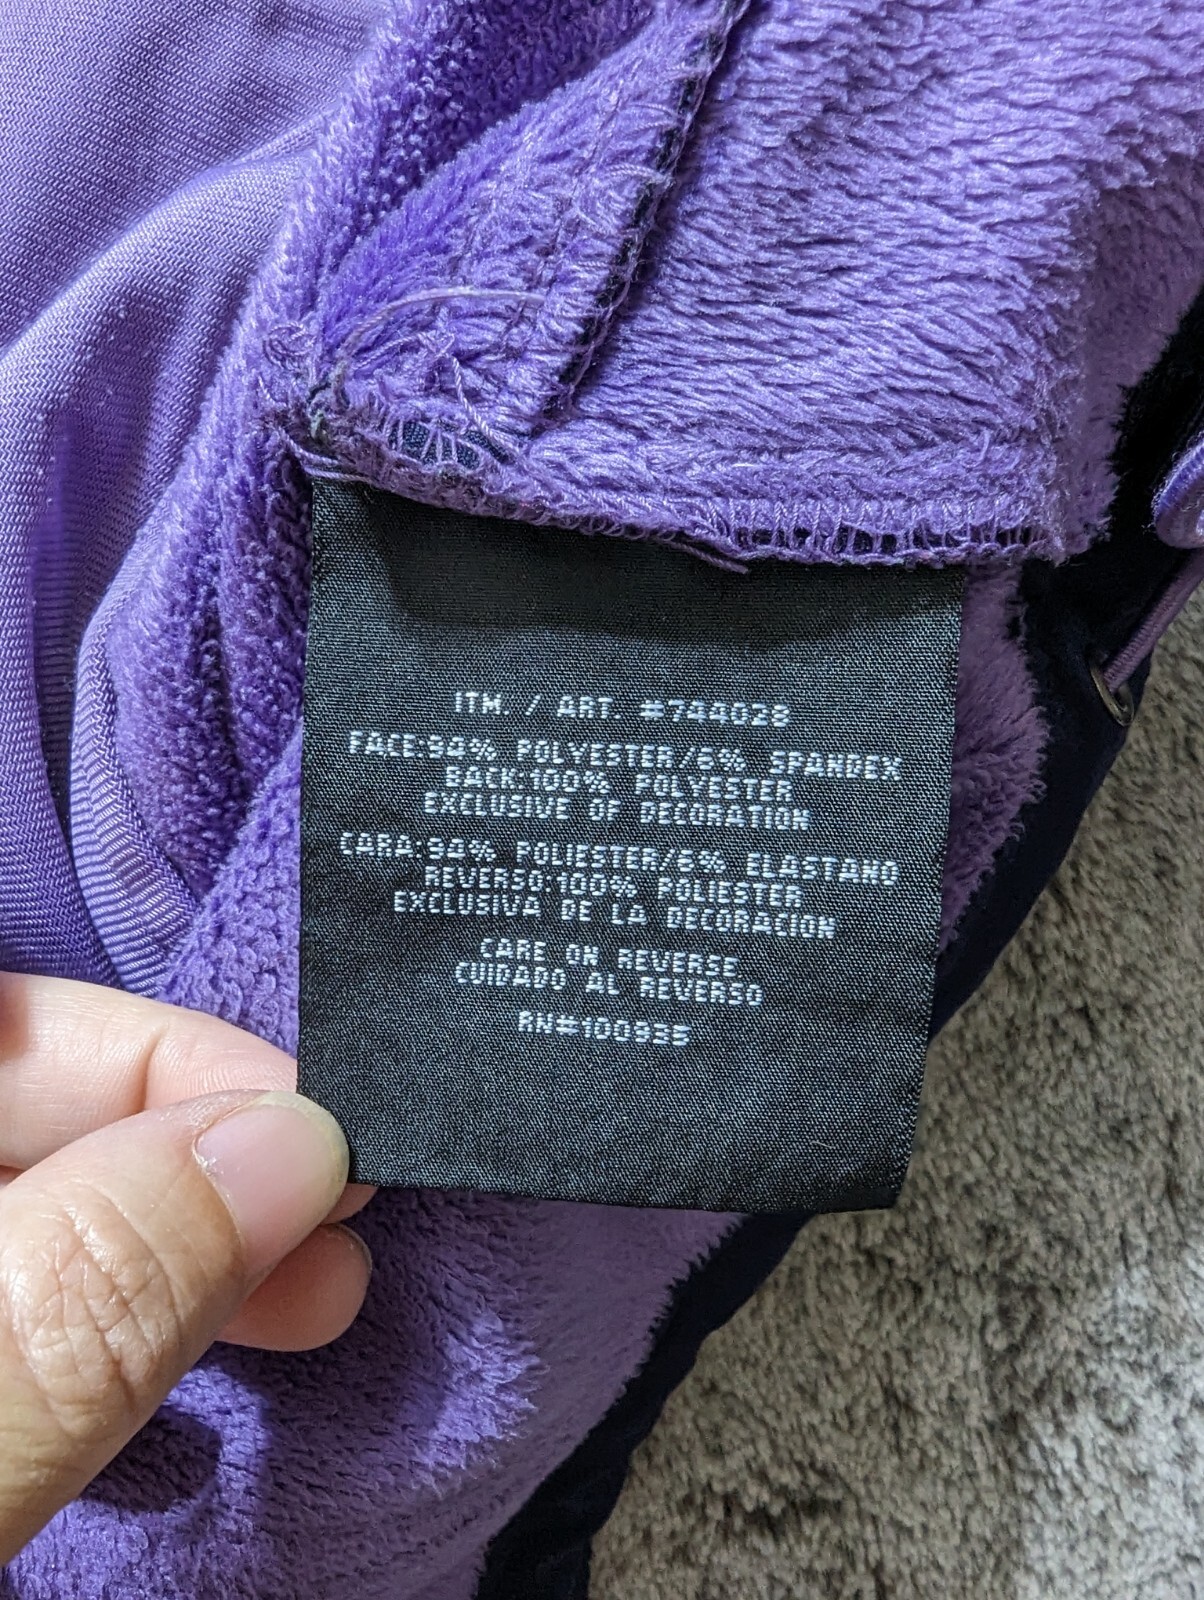 ITM. / ART. #744028
FACE:94% POLYESTER/6% SPANDEX
BACK:100% POLYESTER
EXCLUSIVE OF DECORATION
CARA:94% POLIESTER/6% ELASTANO
REVERSO:100% POLIESTER
EXCLUSIVA DE LA DECORACION
CARE ON REVERSE
CUIDADO AL REVERSO
RN#100935